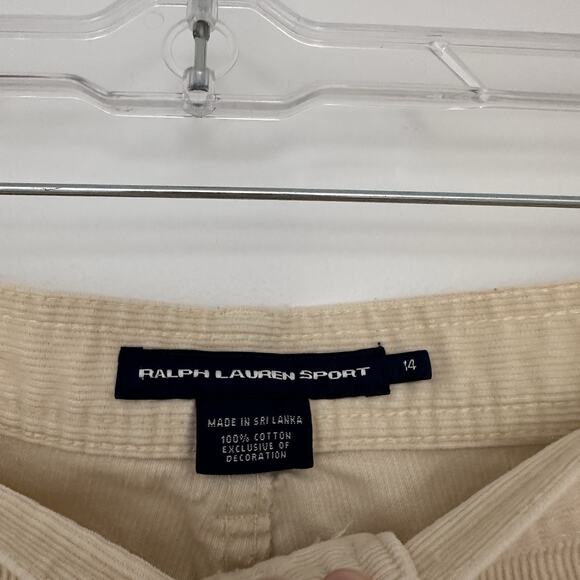 RALPH LAUREN SPORT
14
MADE IN SRI LANKA
100% COTTON
EXCLUSIVE OF
DECORATION